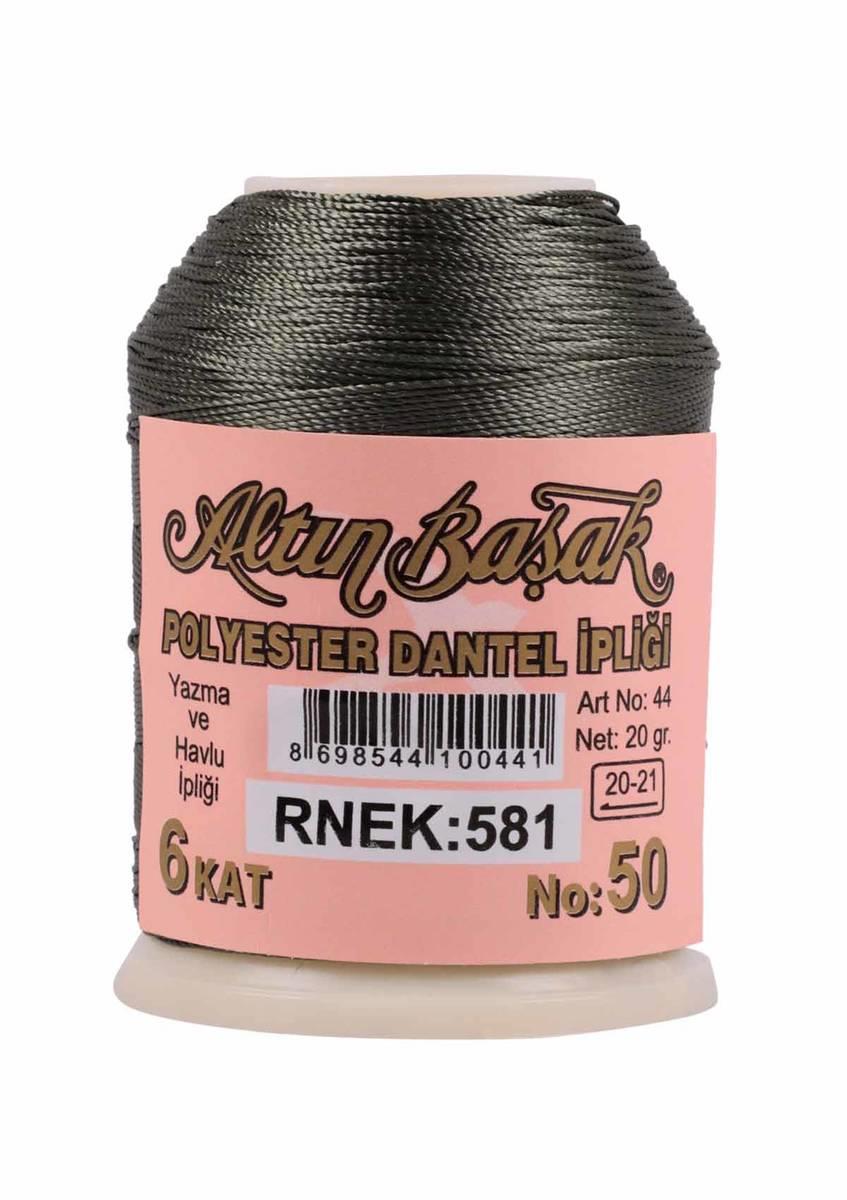 Altın Başak ®
POLYESTER DANTEL İPLİĞİ
Yazma
ve
Havlu
İpliği
8 698544 100441
Art No: 44
Net: 20 gr.
20-21
RNEK:581
6 KAT
No: 50